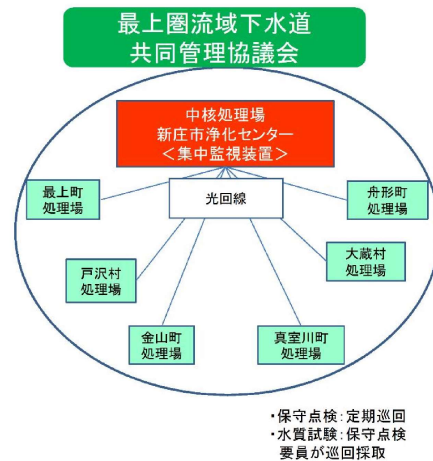 最上圏流域下水道
共同管理協議会
中核処理場
新庄市浄化センター
＜集中監視装置＞
最上町
処理場
光回線
舟形町
処理場
大蔵村
処理場
戸沢村
処理場
金山町
処理場
真室川町
処理場
・保守点検：定期巡回
・水質試験：保守点検
要員が巡回採取